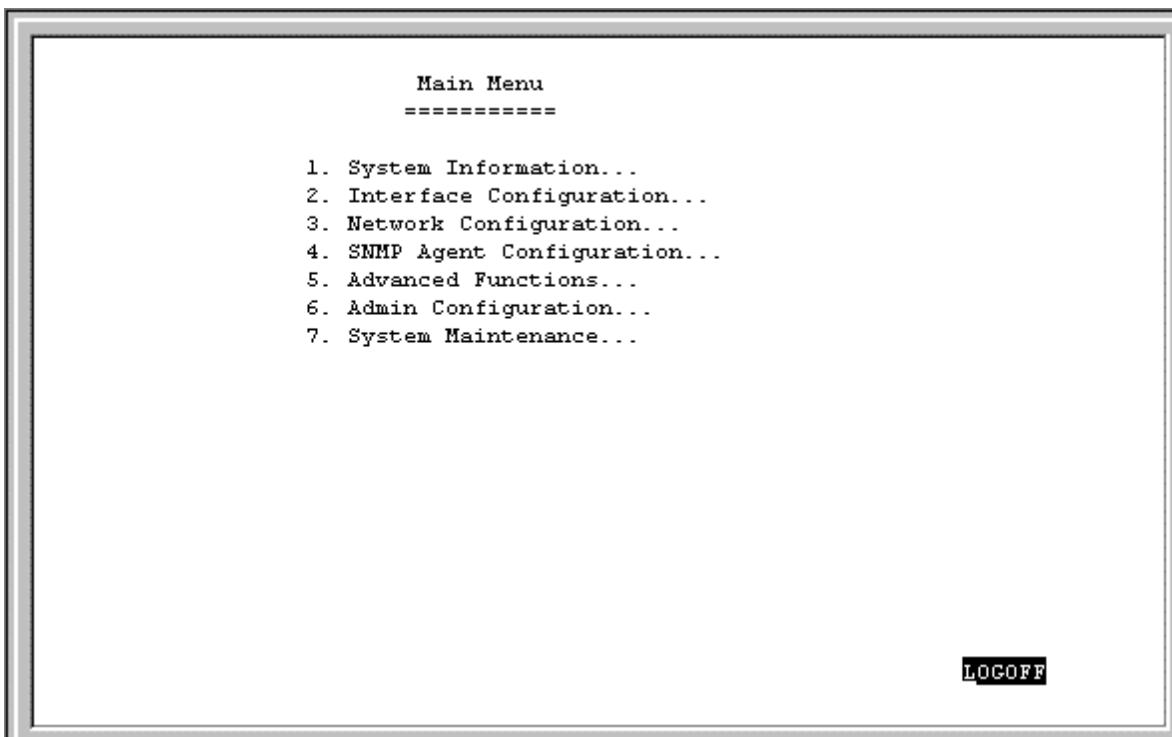 Main Menu
===========
1. System Information...
2. Interface Configuration...
3. Network Configuration...
4. SNMP Agent Configuration...
5. Advanced Functions...
6. Admin Configuration...
7. System Maintenance...
LOGOFF